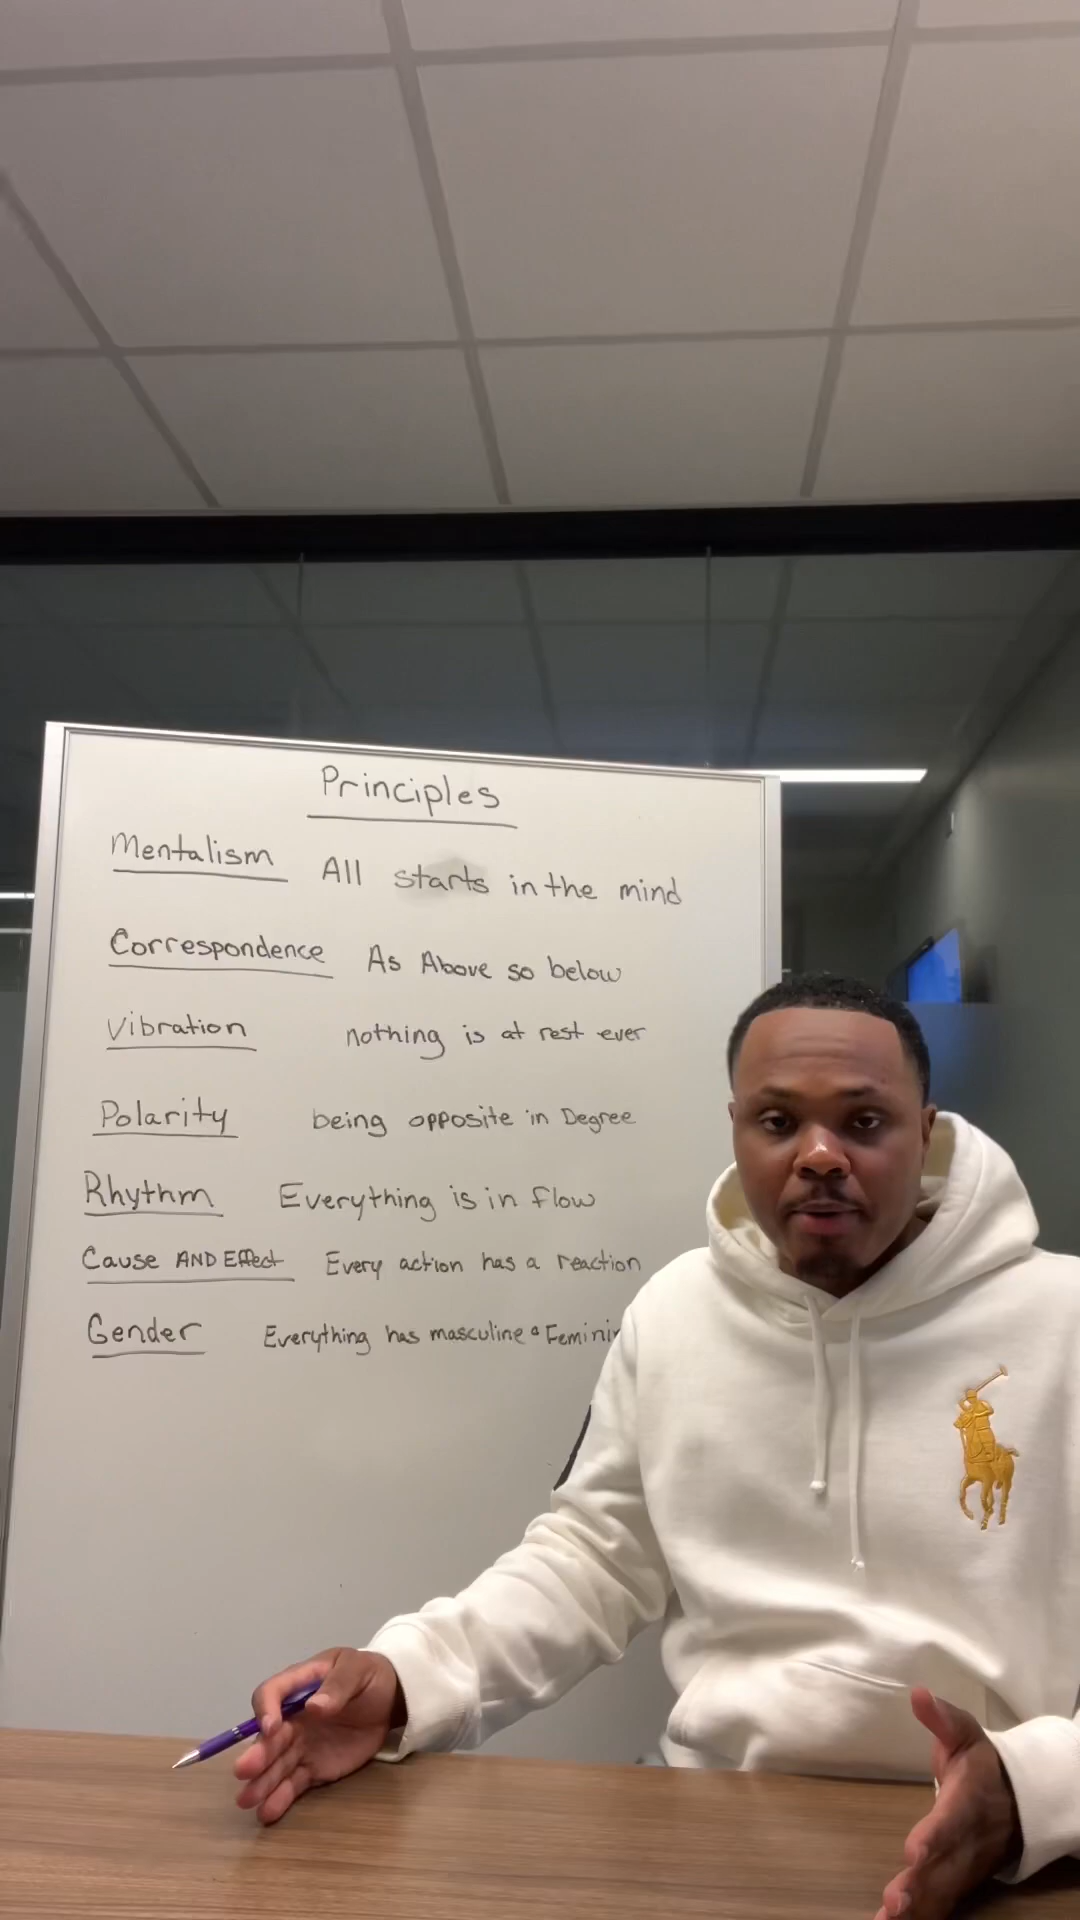 Principles
Mentalism All starts in the mind
Correspondence As Above so below
Vibration nothing is at rest ever
Polarity being opposite in Degree
Rhythm Everything is in flow
Cause AND Effect Every action has a reaction
Gender Everything has masculine